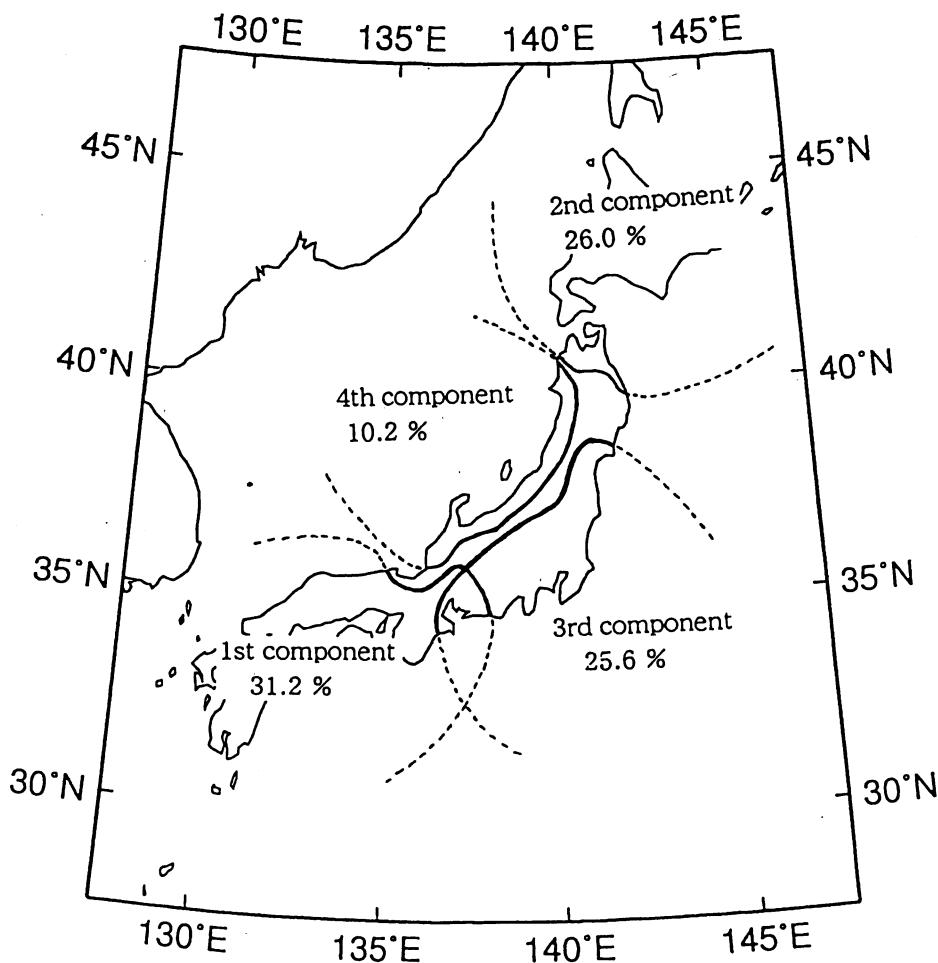 130°E 135°E 140°E 145°E
45°N 45°N
2nd component
26.0 %
40°N 40°N
4th component
10.2 %
35°N 35°N
3rd component
25.6 %
1st component
31.2 %
30°N 30°N
130°E 135°E 140°E 145°E